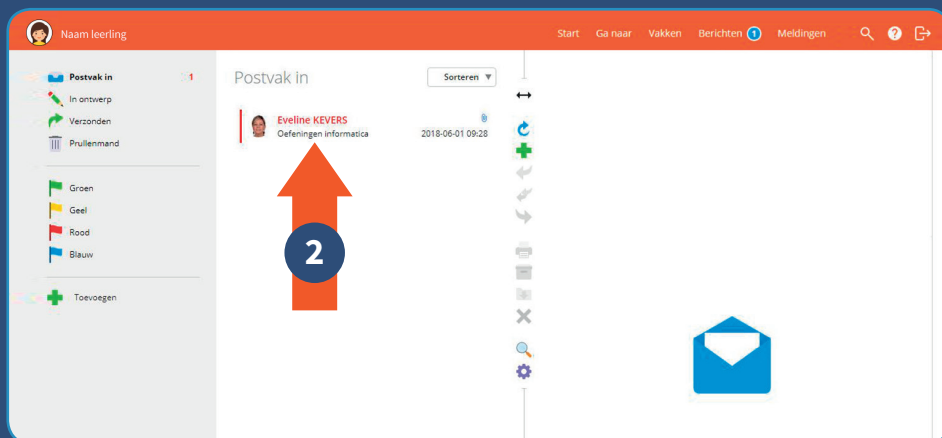 Naam leerling
Start Ga naar Vakken Berichten 1 Meldingen ?
Postvak in 1
In ontwerp
Verzonden
Prullenmand
Groen
Geel
Rood
Blauw
Toevoegen
Postvak in
Sorteren ▼
Eveline KEVERS
Oefeningen informatica 2018-06-01 09:28
2